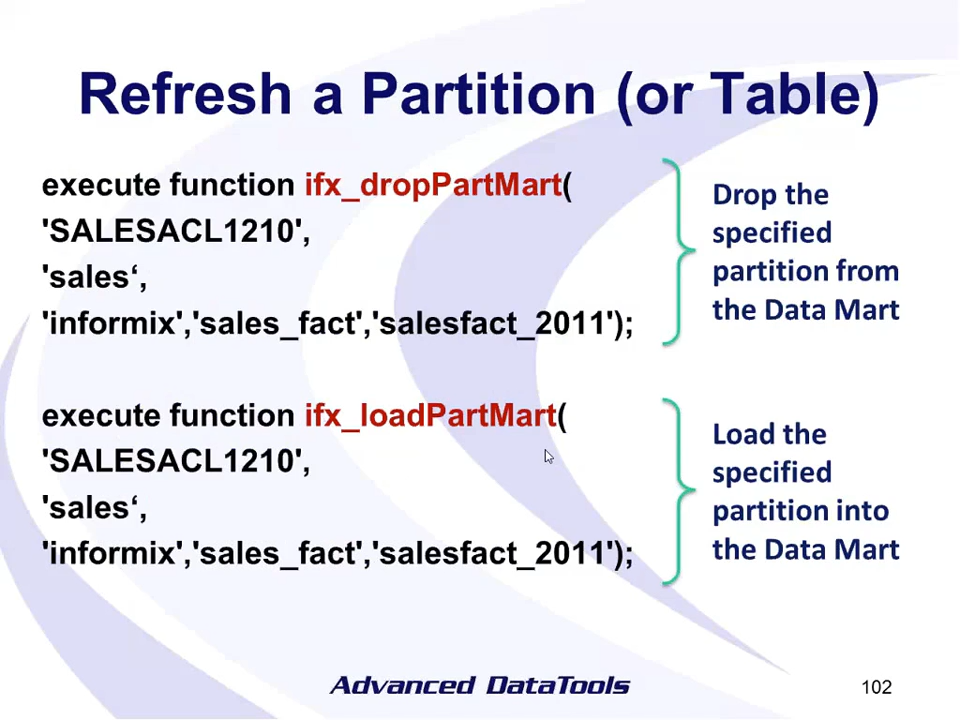 Refresh a Partition (or Table)
execute function ifx_dropPartMart(
'SALESACL1210',
'sales‘,
'informix','sales_fact','salesfact_2011');
Drop the
specified
partition from
the Data Mart
execute function ifx_loadPartMart(
'SALESACL1210',
'sales‘,
'informix','sales_fact','salesfact_2011');
Load the
specified
partition into
the Data Mart
Advanced DataTools
102